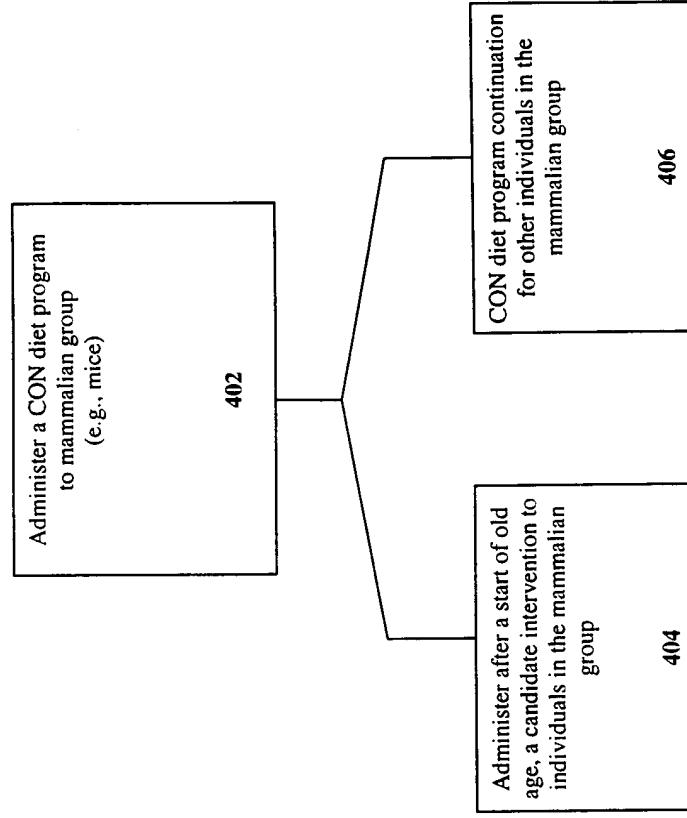 Administer a CON diet program
to mammalian group
(e.g., mice)
402
Administer after a start of old
age, a candidate intervention to
individuals in the mammalian
group
404
CON diet program continuation
for other individuals in the
mammalian group
406